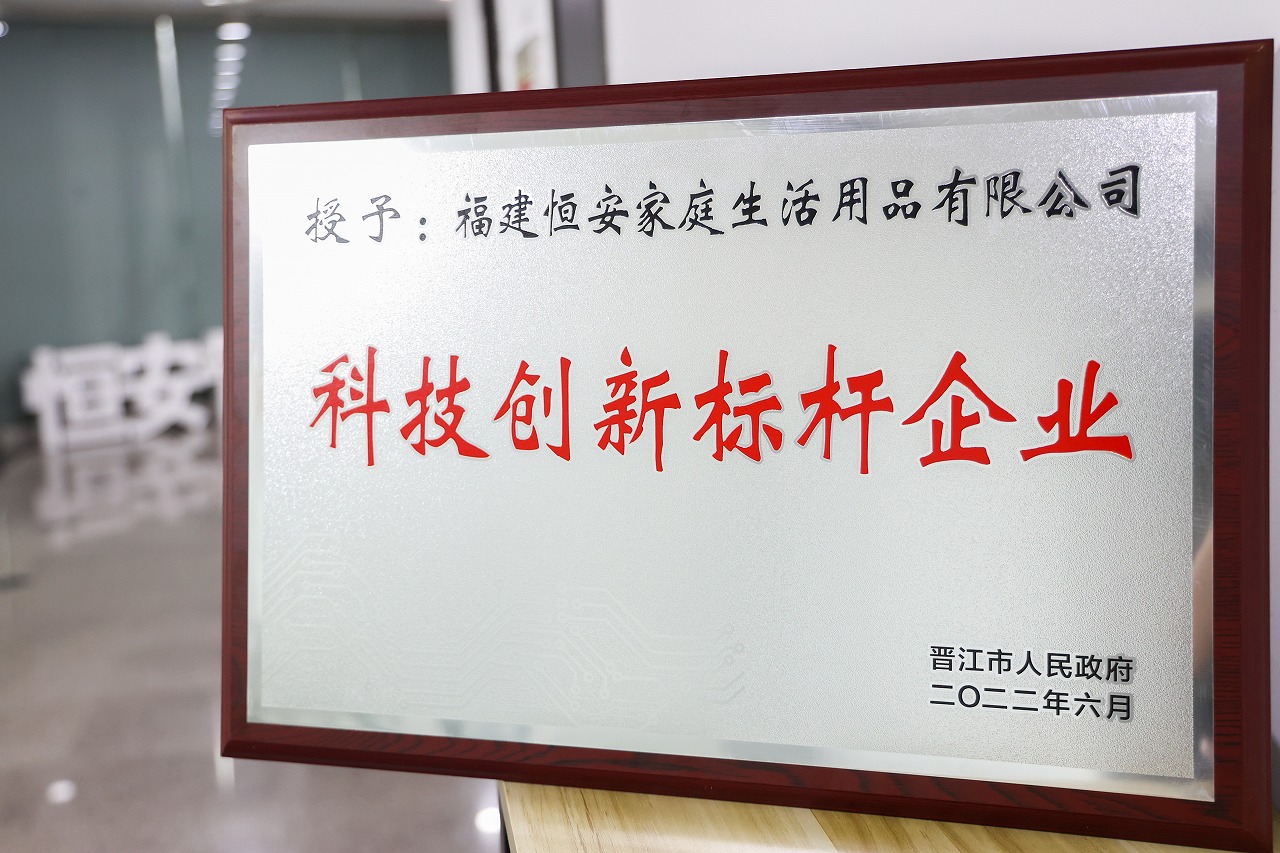 授予：福建恒安家庭生活用品有限公司
科技创新标杆企业
晋江市人民政府
二〇二二年六月
恒安